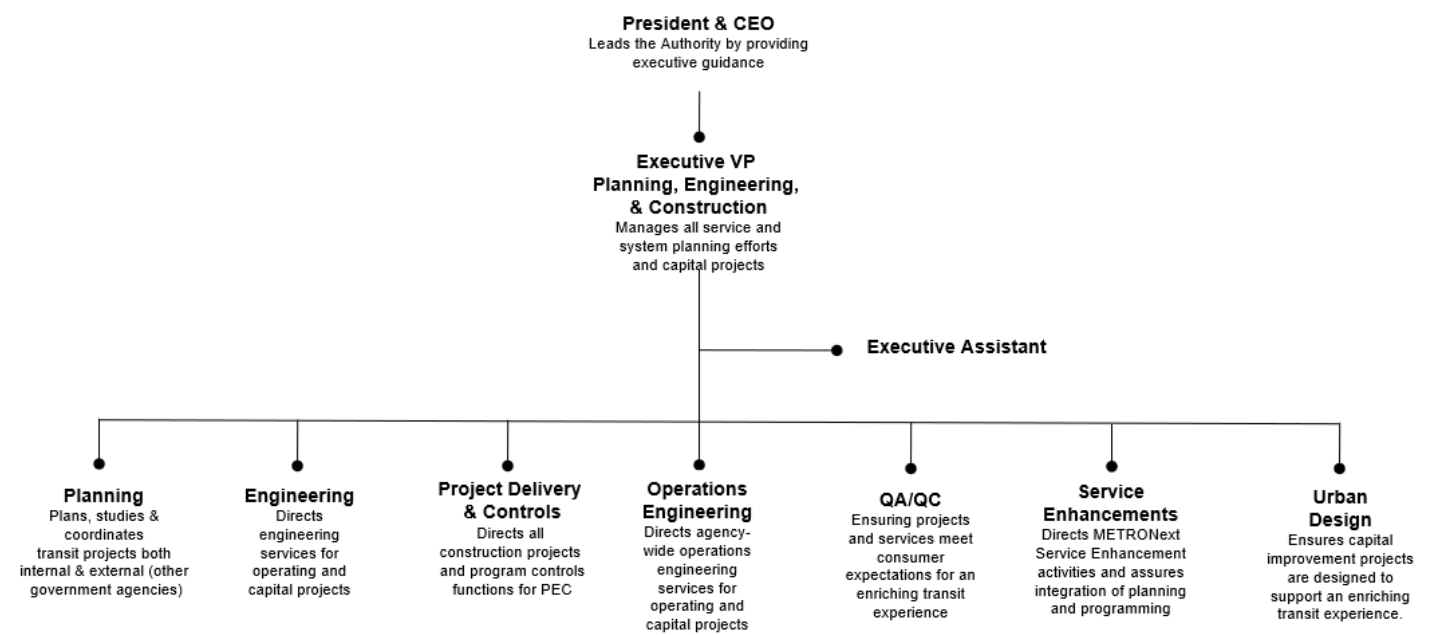 President & CEO
Leads the Authority by providing
executive guidance
Executive VP
Planning, Engineering,
& Construction
Manages all service and
system planning efforts
and capital projects
Executive Assistant
Planning
Plans, studies &
coordinates
transit projects both
internal & external (other
government agencies)
Engineering
Directs
engineering
services for
operating and
capital projects
Project Delivery
& Controls
Directs all
construction projects
and program controls
functions for PEC
Operations
Engineering
Directs agency-
wide operations
engineering
services for
operating and
capital projects
QA/QC
Ensuring projects
and services meet
consumer
expectations for an
enriching transit
experience
Service
Enhancements
Directs METRONext
Service Enhancement
activities and assures
integration of planning
and programming
Urban
Design
Ensures capital
improvement projects
are designed to
support an enriching
transit experience.